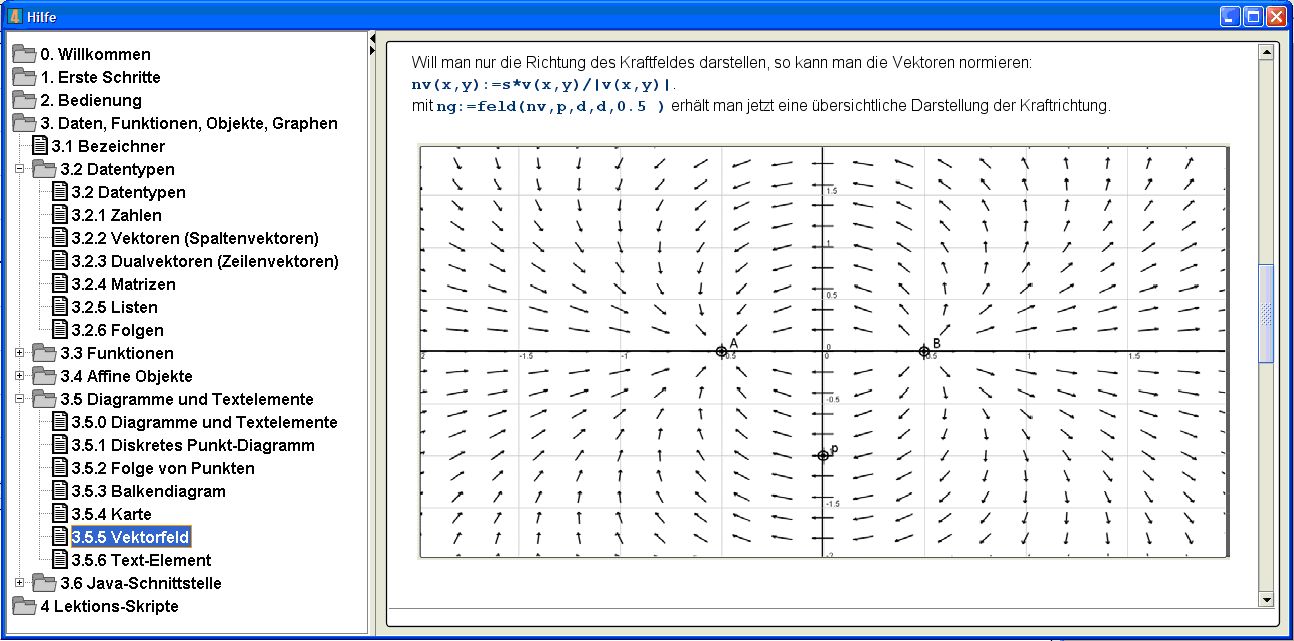 Hilfe
0. Willkommen
1. Erste Schritte
2. Bedienung
3. Daten, Funktionen, Objekte, Graphen
3.1 Bezeichner
3.2 Datentypen
3.2 Datentypen
3.2.1 Zahlen
3.2.2 Vektoren (Spaltenvektoren)
3.2.3 Dualvektoren (Zeilenvektoren)
3.2.4 Matrizen
3.2.5 Listen
3.2.6 Folgen
3.3 Funktionen
3.4 Affine Objekte
3.5 Diagramme und Textelemente
3.5.0 Diagramme und Textelemente
3.5.1 Diskretes Punkt-Diagramm
3.5.2 Folge von Punkten
3.5.3 Balkendiagram
3.5.4 Karte
3.5.5 Vektorfeld
3.5.6 Text-Element
3.6 Java-Schnittstelle
4 Lektions-Skripte
Will man nur die Richtung des Kraftfeldes darstellen, so kann man die Vektoren normieren:
nv(x,y):=s*v(x,y)/|v(x,y)|.
mit ng:=feld(nv,p,d,d,0.5 ) erhält man jetzt eine übersichtliche Darstellung der Kraftrichtung.
1.5
1
0.5
A B
0
2 -1.5 -1 0.5 0 0.5 1 1.5
-0.5
p
-1.5
-2